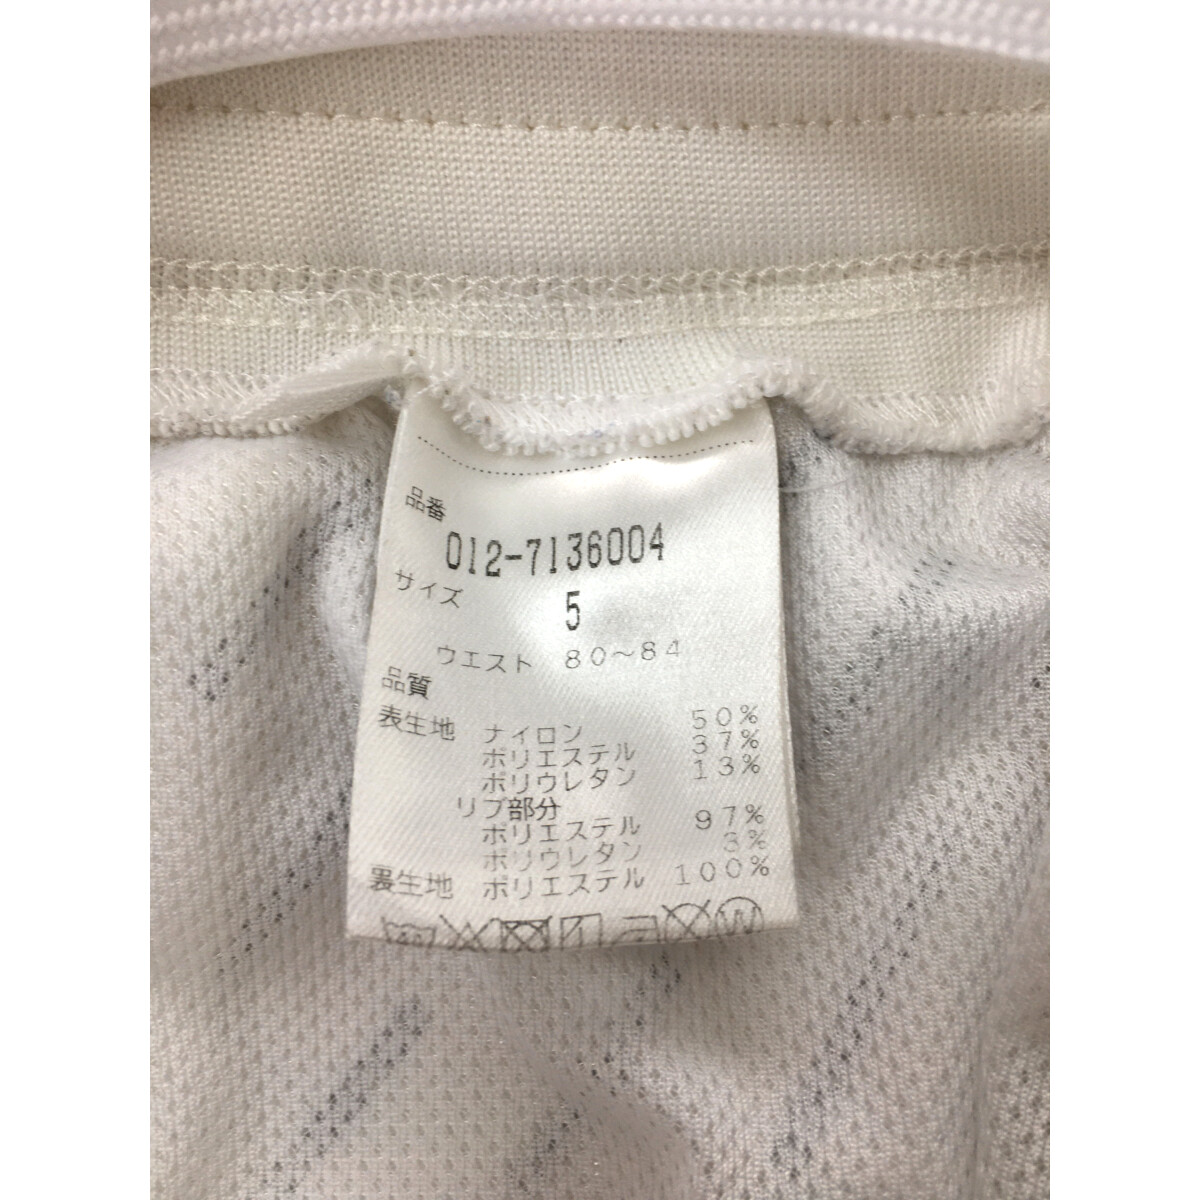 品番
012-7136004
サイズ 5
ウエスト 80～84
品質
表生地 ナイロン 50%
ポリエステル 37%
ポリウレタン 13%
リブ部分
ポリエステル 97%
ポリウレタン 3%
裏生地 ポリエステル 100%
W